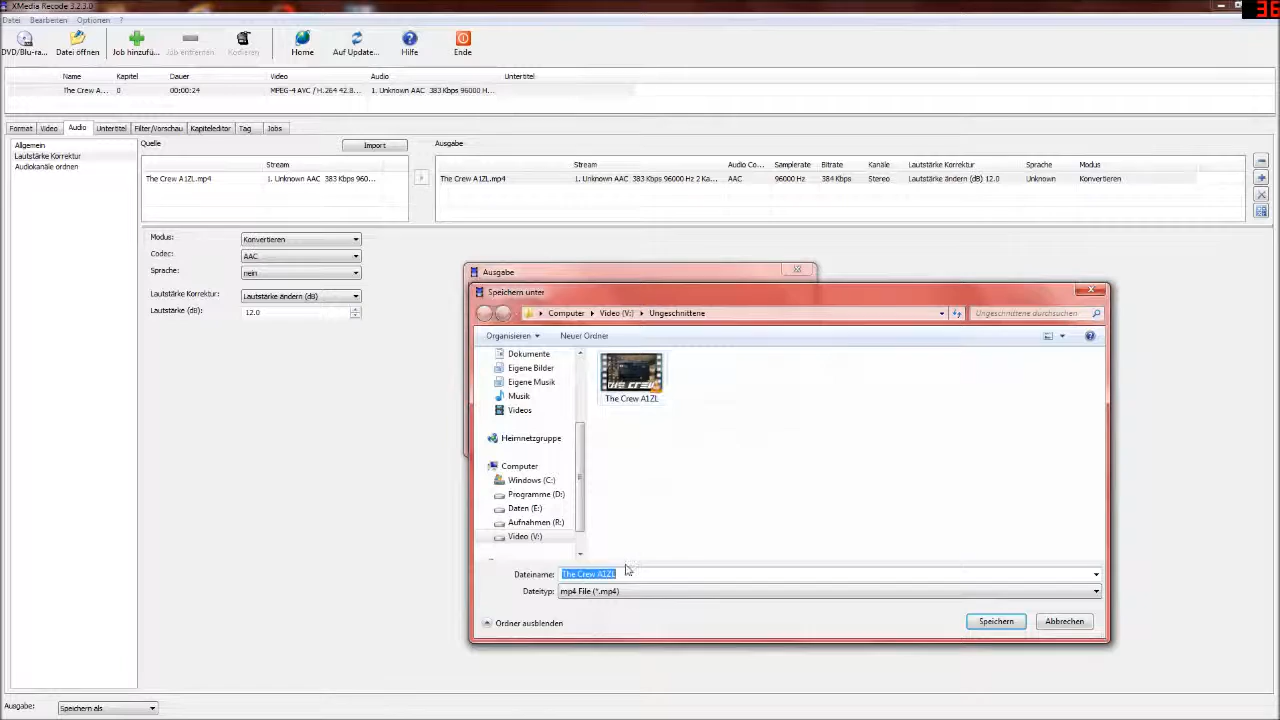 XMedia Recode 3.2.3.0
36
Datei Bearbeiten Optionen ?
DVD/Blu-ra... Datei öffnen Job hinzufü... Job entfernen Kodieren Home Auf Update... Hilfe Ende
Name Kapitel Dauer Video Audio Untertitel
The Crew A... 0 00:00:24 MPEG-4 AVC / H.264 42.8... 1. Unknown AAC 383 Kbps 96000 H...
Format Video Audio Untertitel Filter/Vorschau Kapiteleditor Tag Jobs
Allgemein
Lautstärke Korrektur
Audiokanäle ordnen
Quelle Import
Stream
The Crew A1ZL.mp4 1. Unknown AAC 383 Kbps 960...
Ausgabe
Stream Audio Co... Samplerate Bitrate Kanäle Lautstärke Korrektur Sprache Modus
The Crew A1ZL.mp4 1. Unknown AAC 383 Kbps 96000 Hz 2 Ka... AAC 96000 Hz 384 Kbps Stereo Lautstärke ändern (dB) 12.0 Unknown Konvertieren
Modus: Konvertieren
Codec: AAC
Sprache: nein
Lautstärke Korrektur: Lautstärke ändern (dB)
Lautstärke (dB): 12.0
Ausgabe
Speichern unter
Computer Video (V:) Ungeschnittene Ungeschnittene durchsuchen
Organisieren Neuer Ordner
Dokumente
Eigene Bilder
Eigene Musik
Musik
Videos
Heimnetzgruppe
Computer
Windows (C:)
Programme (D:)
Daten (E:)
Aufnahmen (R:)
Video (V:)
THE CREW
The Crew A1ZL
Dateiname: The Crew A1ZL
Dateityp: mp4 File (*.mp4)
Ordner ausblenden Speichern Abbrechen
Ausgabe: Speichern als